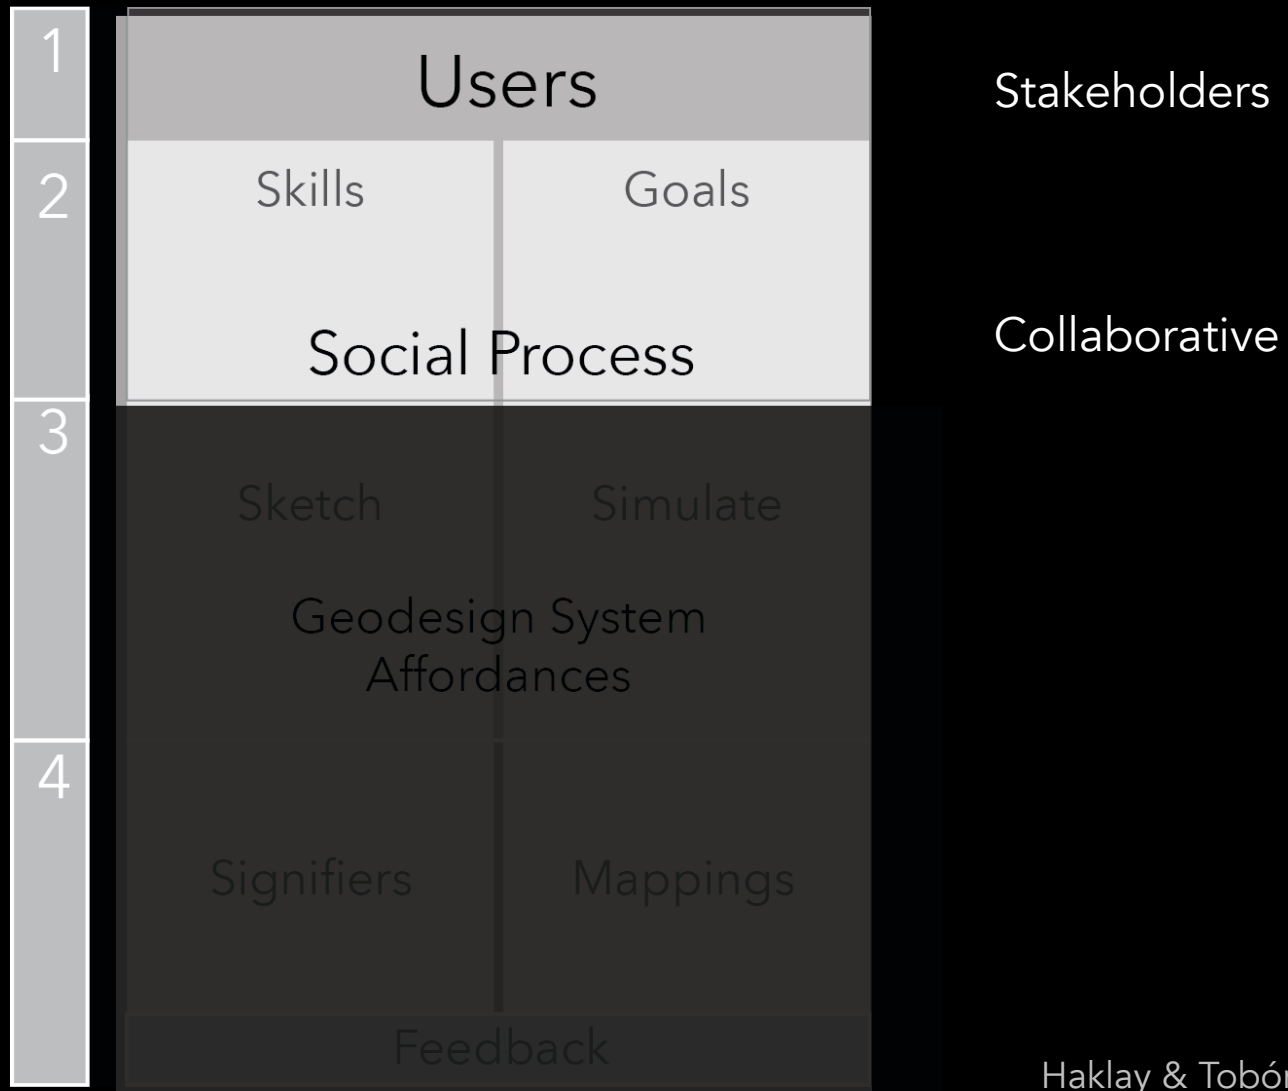 1
Users
Stakeholders
2
Skills
Goals
Social Process
Collaborative
3
Sketch
Simulate
Geodesign System
Affordances
4
Signifiers
Mappings
Feedback
Haklay &